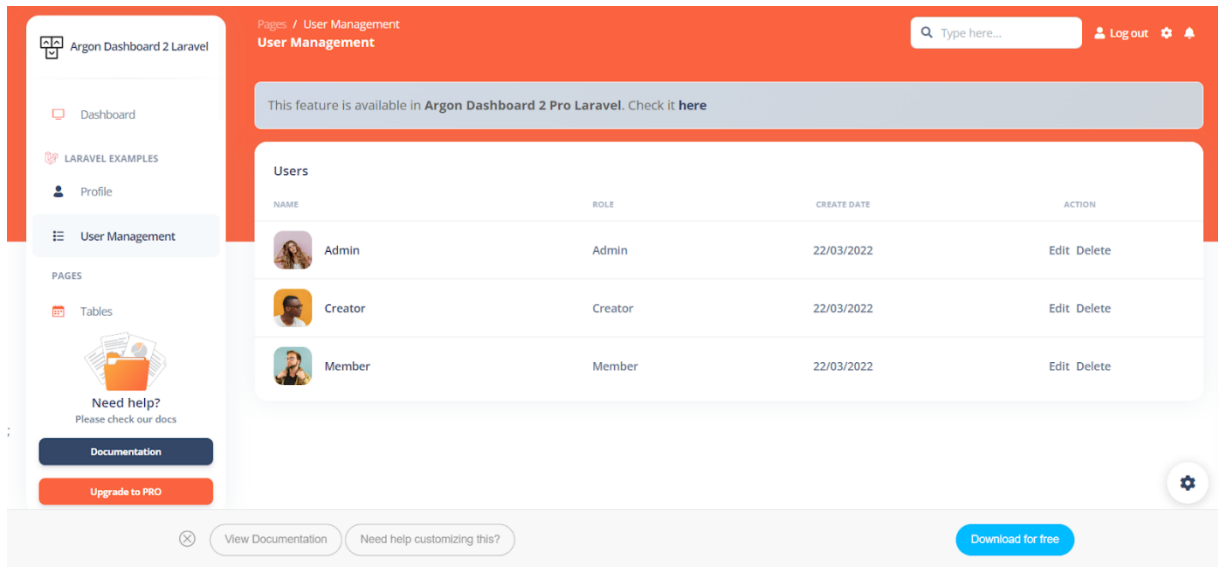 Argon Dashboard 2 Laravel
Dashboard
LARAVEL EXAMPLES
Profile
User Management
PAGES
Tables
Need help?
Please check our docs
;
Documentation
Upgrade to PRO
Pages / User Management
User Management
Type here...
Log out
This feature is available in Argon Dashboard 2 Pro Laravel. Check it here
Users
NAME ROLE CREATE DATE ACTION
Admin Admin 22/03/2022 Edit Delete
Creator Creator 22/03/2022 Edit Delete
Member Member 22/03/2022 Edit Delete
View Documentation Need help customizing this? Download for free